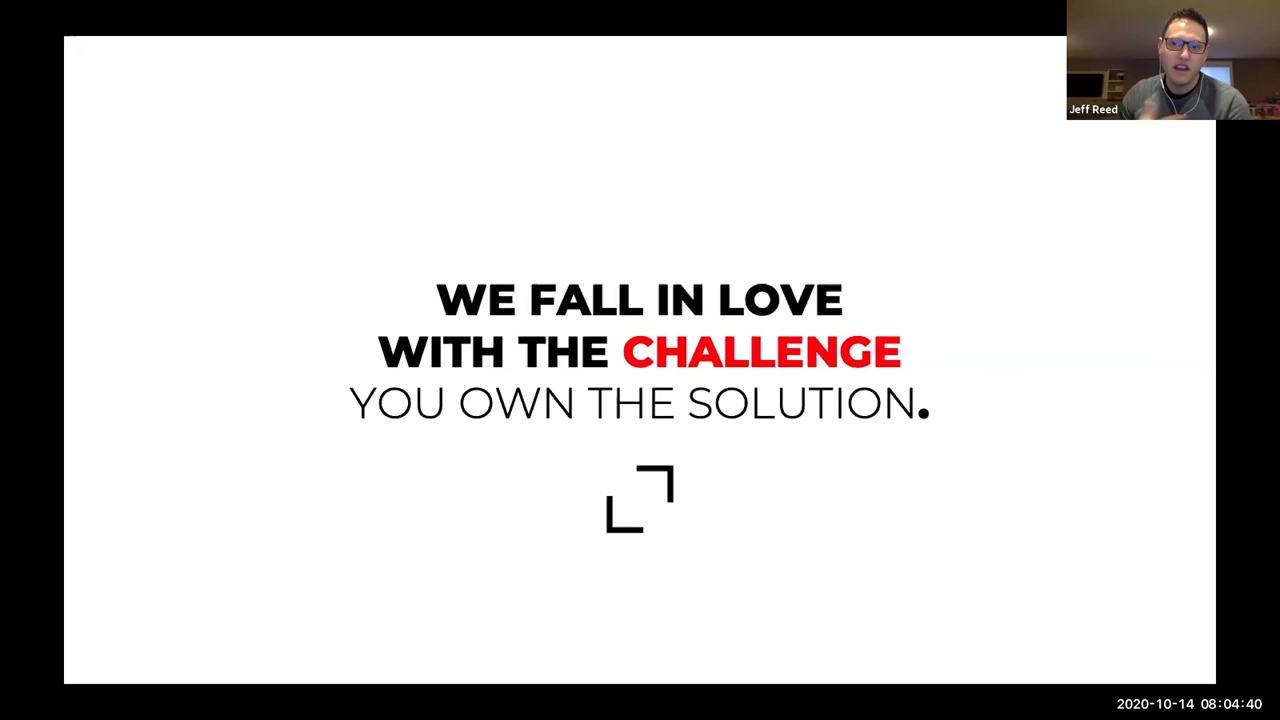 Jeff Reed
WE FALL IN LOVE
WITH THE CHALLENGE
YOU OWN THE SOLUTION.
2020-10-14 08:04:40